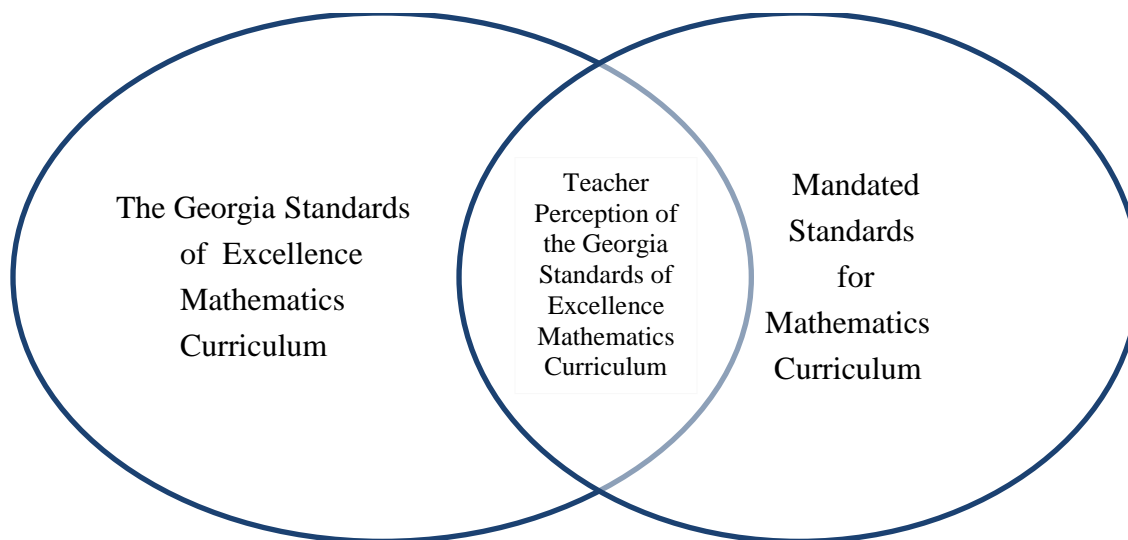 The Georgia Standards
of Excellence
Mathematics
Curriculum
Teacher
Perception of
the Georgia
Standards of
Excellence
Mathematics
Curriculum
Mandated
Standards
for
Mathematics
Curriculum